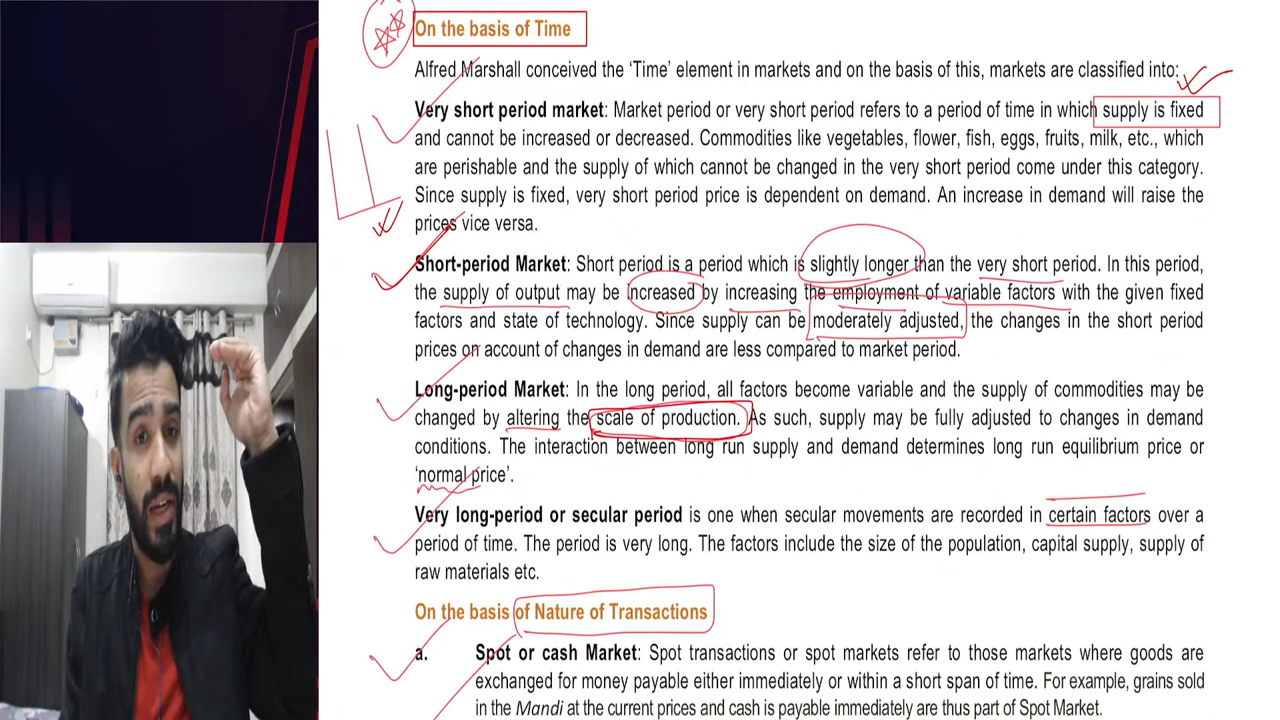 On the basis of Time
Alfred Marshall conceived the ‘Time’ element in markets and on the basis of this, markets are classified into:
Very short period market: Market period or very short period refers to a period of time in which supply is fixed
and cannot be increased or decreased. Commodities like vegetables, flower, fish, eggs, fruits, milk, etc., which
are perishable and the supply of which cannot be changed in the very short period come under this category.
Since supply is fixed, very short period price is dependent on demand. An increase in demand will raise the
prices vice versa.
Short-period Market: Short period is a period which is slightly longer than the very short period. In this period,
the supply of output may be increased by increasing the employment of variable factors with the given fixed
factors and state of technology. Since supply can be moderately adjusted, the changes in the short period
prices on account of changes in demand are less compared to market period.
Long-period Market: In the long period, all factors become variable and the supply of commodities may be
changed by altering the scale of production. As such, supply may be fully adjusted to changes in demand
conditions. The interaction between long run supply and demand determines long run equilibrium price or
‘normal price’.
Very long-period or secular period is one when secular movements are recorded in certain factors over a
period of time. The period is very long. The factors include the size of the population, capital supply, supply of
raw materials etc.
On the basis of Nature of Transactions
a. Spot or cash Market: Spot transactions or spot markets refer to those markets where goods are
exchanged for money payable either immediately or within a short span of time. For example, grains sold
in the Mandi at the current prices and cash is payable immediately are thus part of Spot Market.